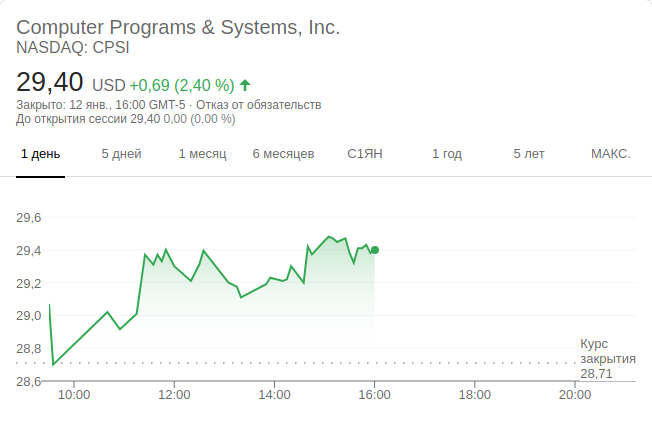 Computer Programs & Systems, Inc.
NASDAQ: CPSI
29,40 USD +0,69 (2,40 %)
Закрыто: 12 янв., 16:00 GMT-5 · Отказ от обязательств
До открытия сессии 29,40 0,00 (0,00 %)
1 день 5 дней 1 месяц 6 месяцев С1ЯН 1 год 5 лет МАКС.
29,6
29,4
29,2
29,0
28,8
28,6
Курс
закрытия
28,71
10:00 12:00 14:00 16:00 18:00 20:00